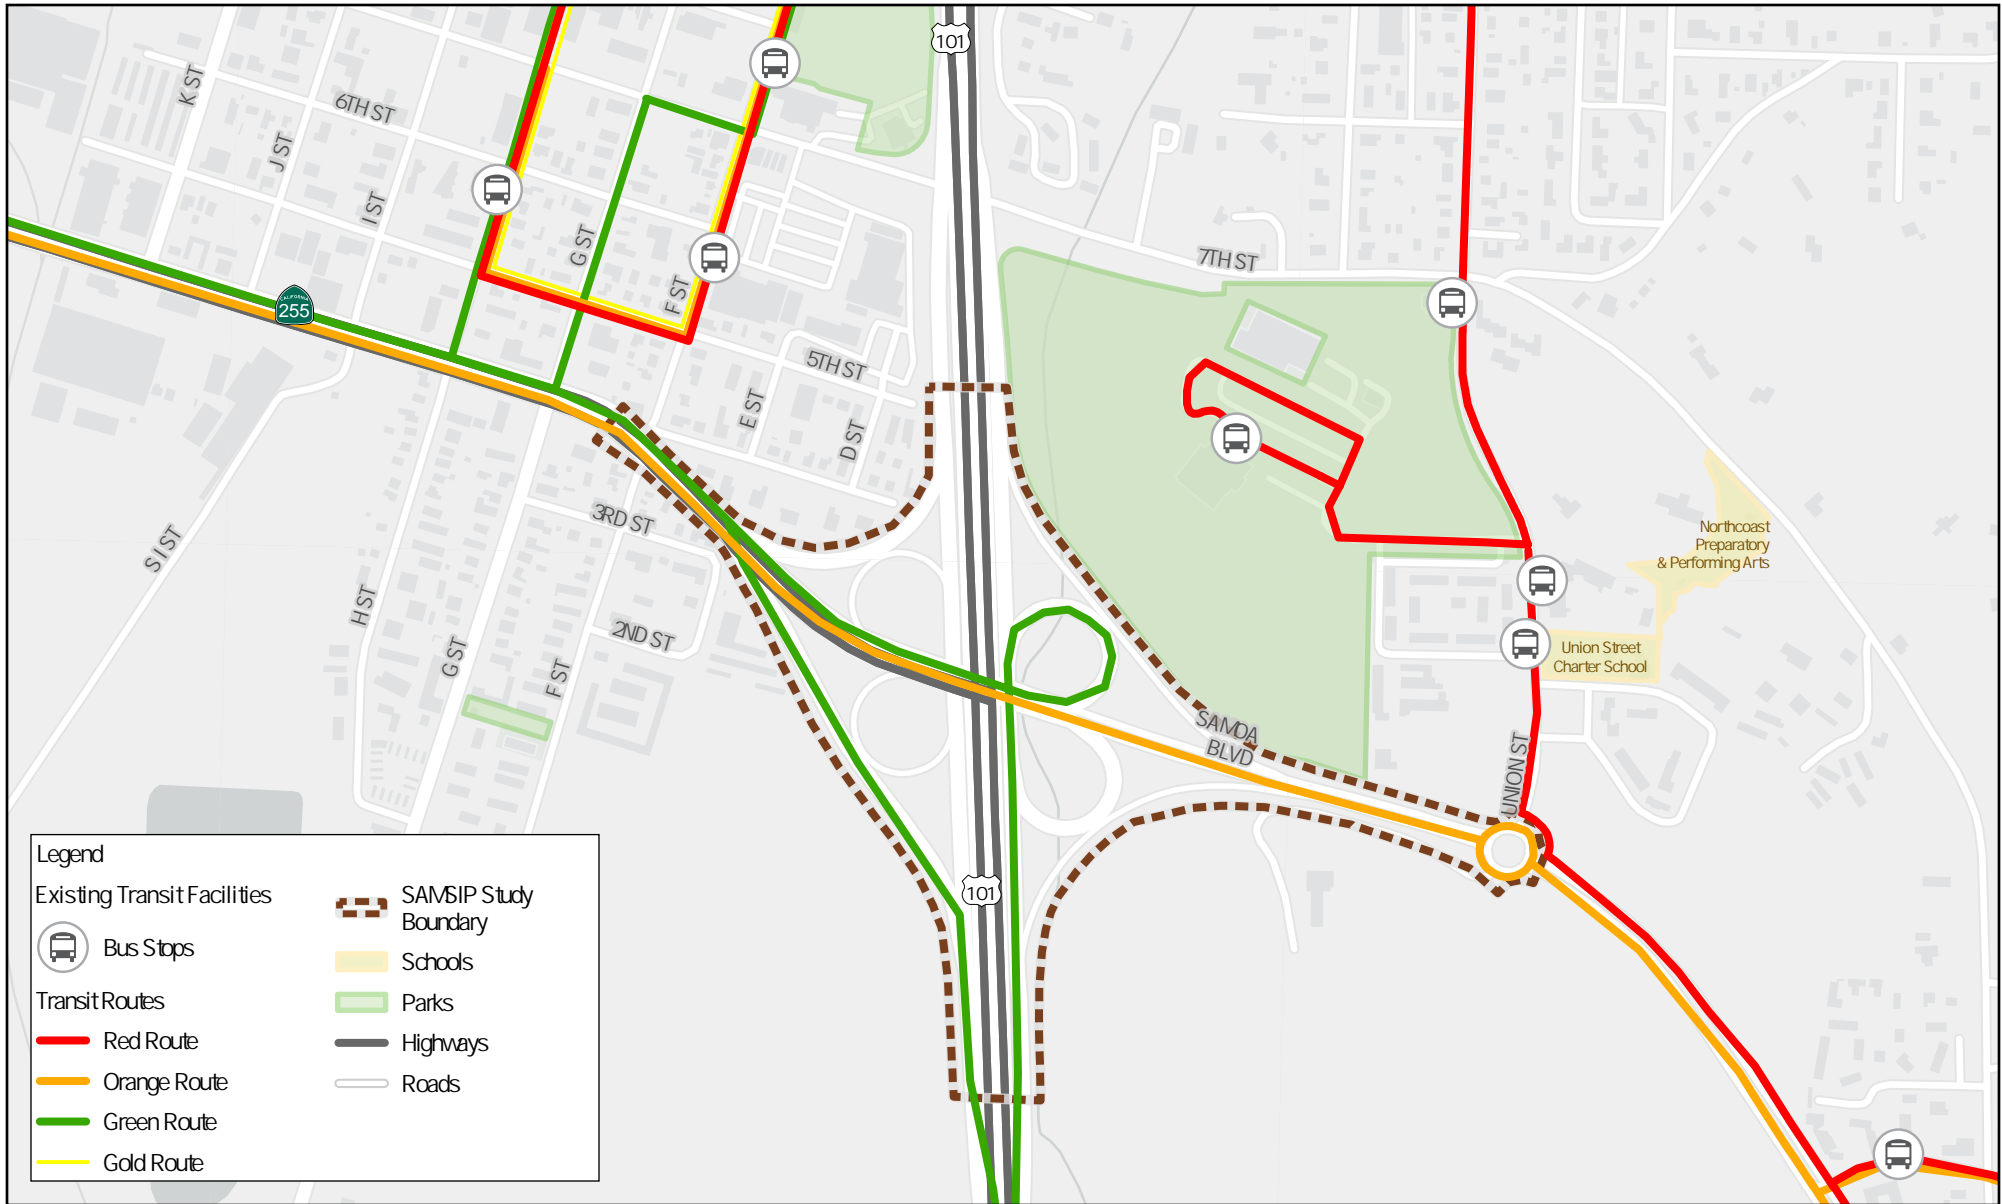 101
K ST
6TH ST
J ST
I ST
G ST
F ST
7TH ST
CALIFORNIA
255
5TH ST
E ST
D ST
3RD ST
S I ST
H ST
2ND ST
G ST
F ST
Northcoast
Preparatory
& Performing Arts
Union Street
Charter School
SAMOA
BLVD
UNION ST
101
Legend
Existing Transit Facilities
Bus Stops
Transit Routes
Red Route
Orange Route
Green Route
Gold Route
SAMSIP Study
Boundary
Schools
Parks
Highways
Roads